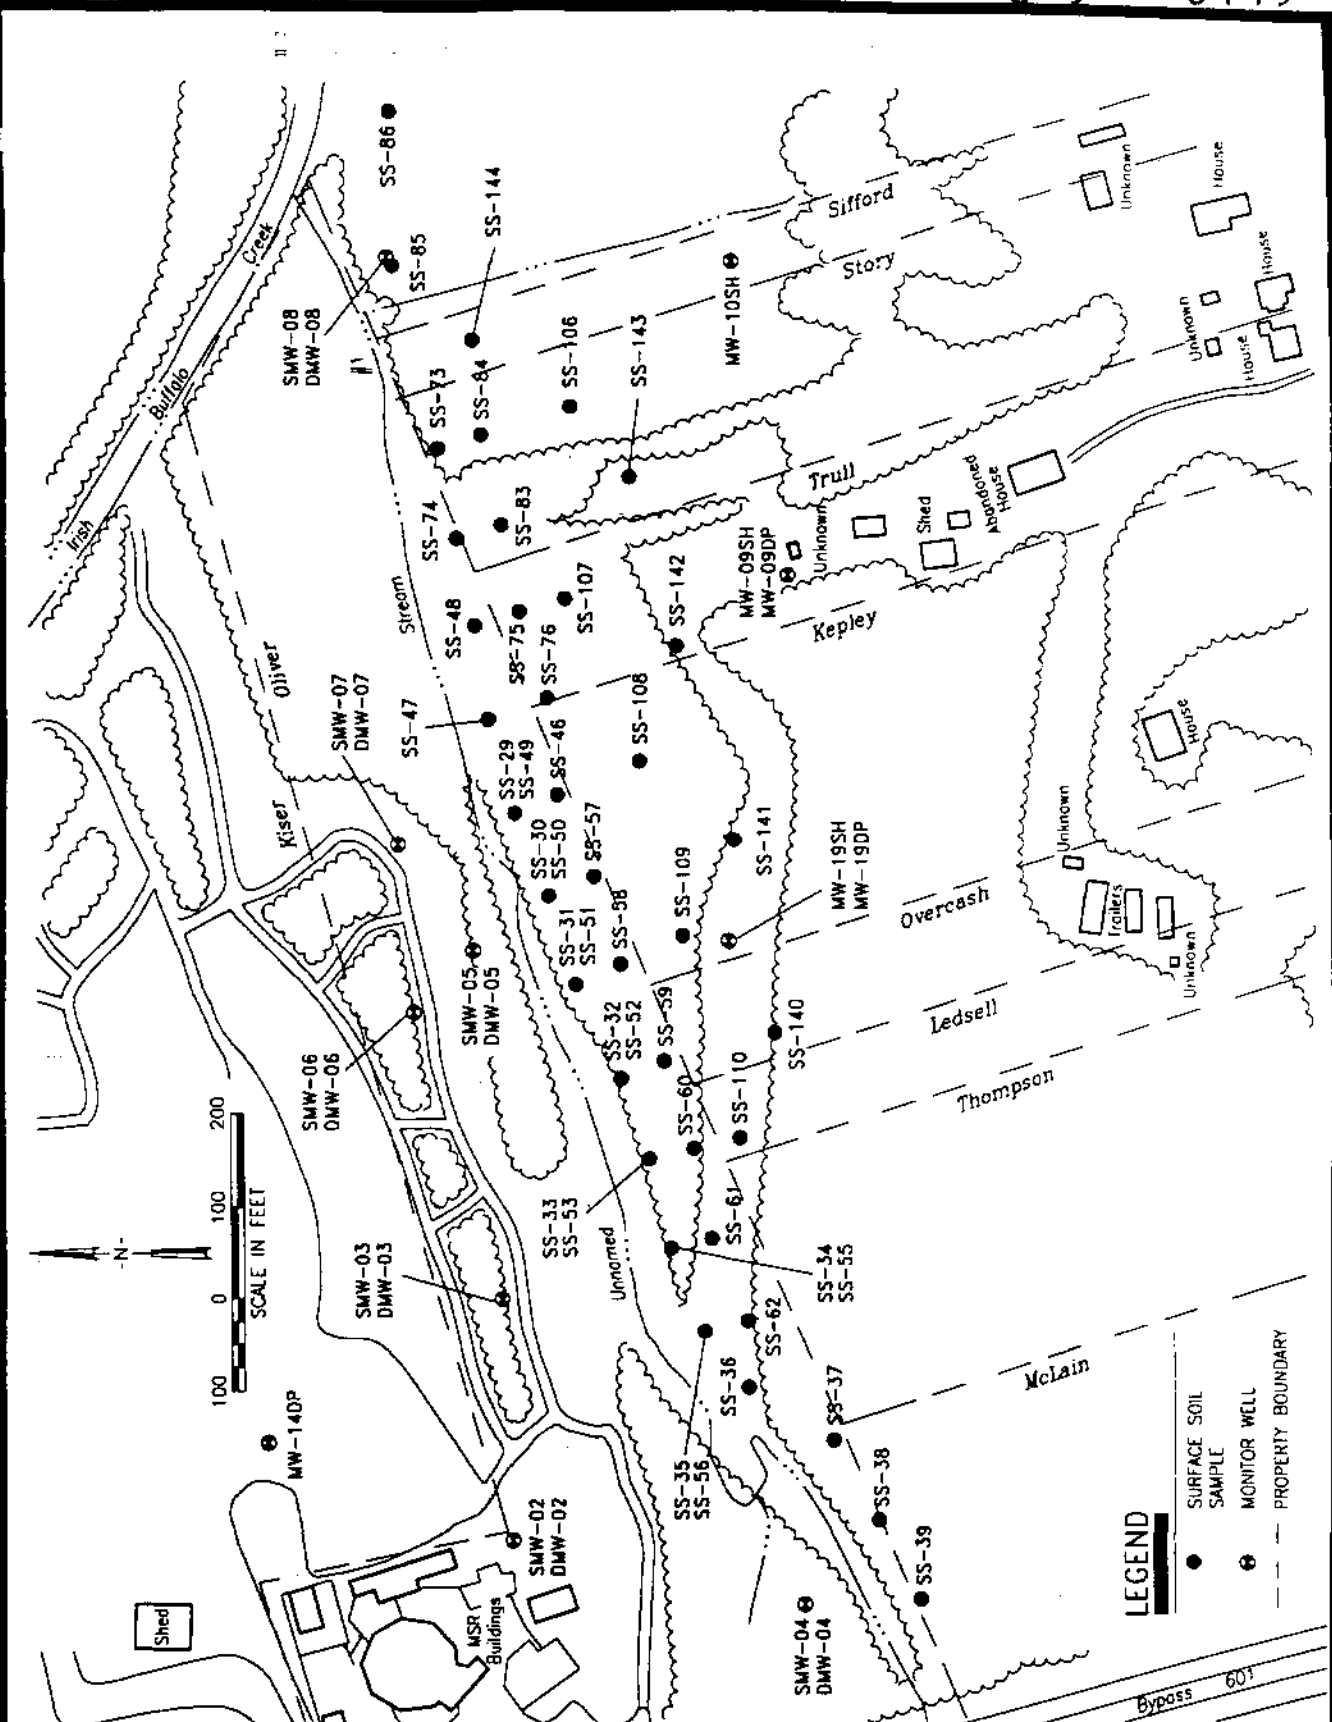 SS-86
SS-144
SS-85
SMW-08
DMW-08
Irish
Buffalo
Creek
Sifford
Story
MW-10SH
Unknown
House
House
Unknown
House
SS-73
SS-84
SS-106
SS-143
Trull
Shed
Abandoned
House
Unknown
SS-74
SS-83
Stream
SS-48
SS-75
SS-76
SS-107
SS-142
MW-09SH
MW-09DP
Kepley
Oliver
Kiser
SMW-07
DMW-07
SS-47
SS-29
SS-49
SS-46
SS-108
House
SS-30
SS-50
SS-57
SS-141
MW-19SH
MW-19DP
Unknown
Trailers
Unknown
Overcash
SS-31
SS-51
SS-58
SS-109
SMW-05
DMW-05
SMW-06
DMW-06
SS-32
SS-52
SS-59
SS-60
SS-110
SS-140
Ledsell
Thompson
SS-33
SS-53
SS-61
SS-34
SS-55
Unnamed
SMW-03
DMW-03
-N-
100 0 100 200
SCALE IN FEET
MW-14DP
SS-62
SS-36
SS-35
SS-56
SS-37
SS-38
SS-39
McLain
SMW-02
DMW-02
MSR
Buildings
Shed
SMW-04
DMW-04
Bypass 601
LEGEND
SURFACE SOIL
SAMPLE
MONITOR WELL
PROPERTY BOUNDARY